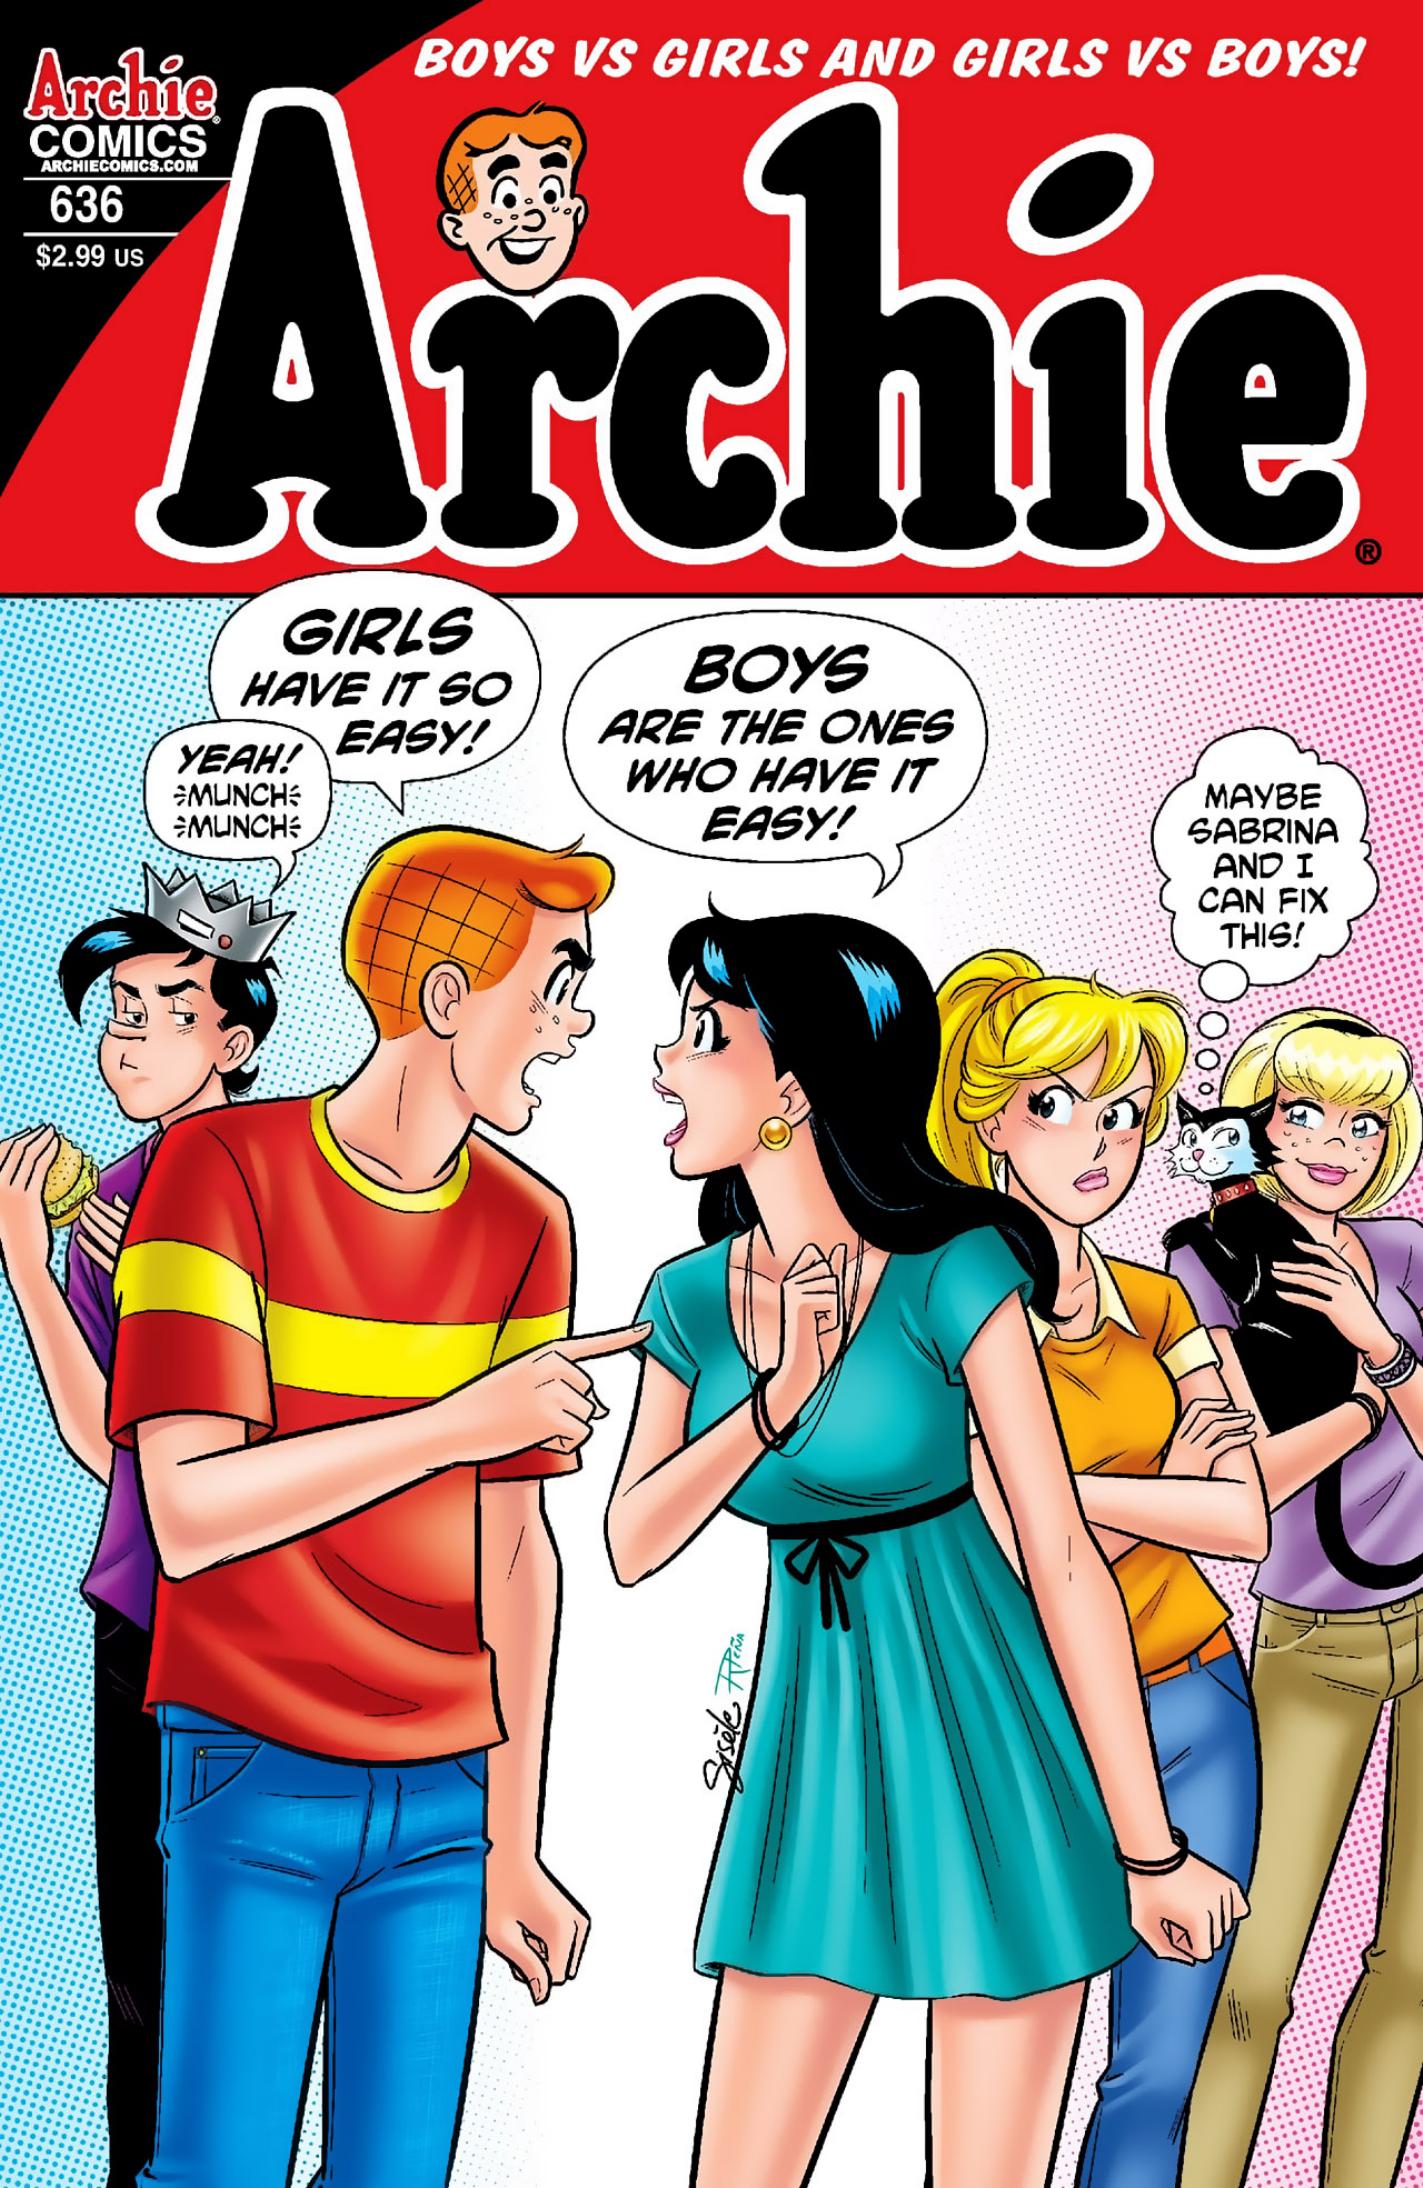 BOYS VS GIRLS AND GIRLS VS BOYS!
Archie
COMICS
ARCHIECOMICS.COM
636
$2.99 US
Archie
®
GIRLS
HAVE IT SO
EASY!
YEAH!
MUNCH
MUNCH
BOYS
ARE THE ONES
WHO HAVE IT
EASY!
MAYBE
SABRINA
AND I
CAN FIX
THIS!
Gisèle
RPEÑA